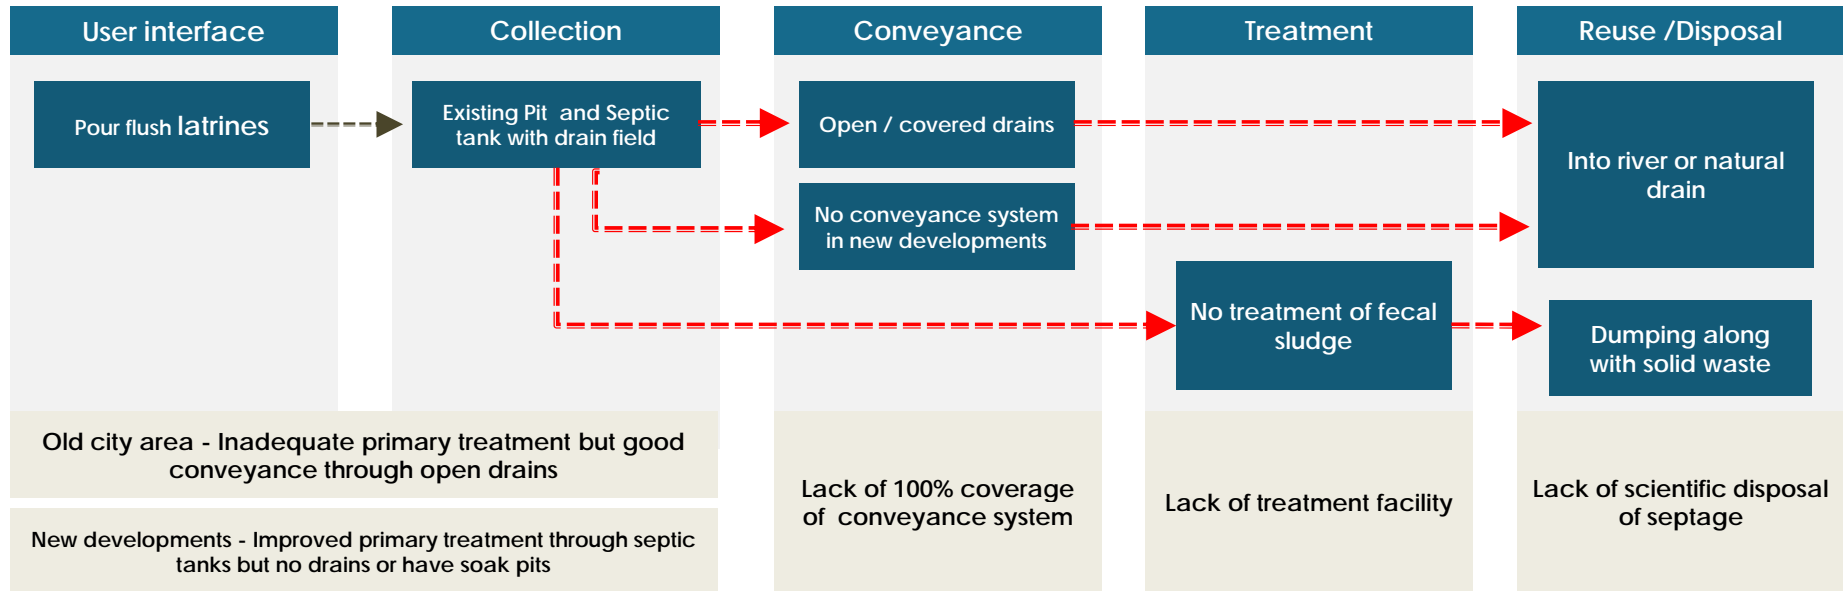 User interface
Collection
Conveyance
Treatment
Reuse /Disposal
Pour flush latrines
Existing Pit and Septic
tank with drain field
Open / covered drains
Into river or natural
drain
No conveyance system
in new developments
No treatment of fecal
sludge
Dumping along
with solid waste
Old city area - Inadequate primary treatment but good
conveyance through open drains
New developments - Improved primary treatment through septic
tanks but no drains or have soak pits
Lack of 100% coverage
of conveyance system
Lack of treatment facility
Lack of scientific disposal
of septage